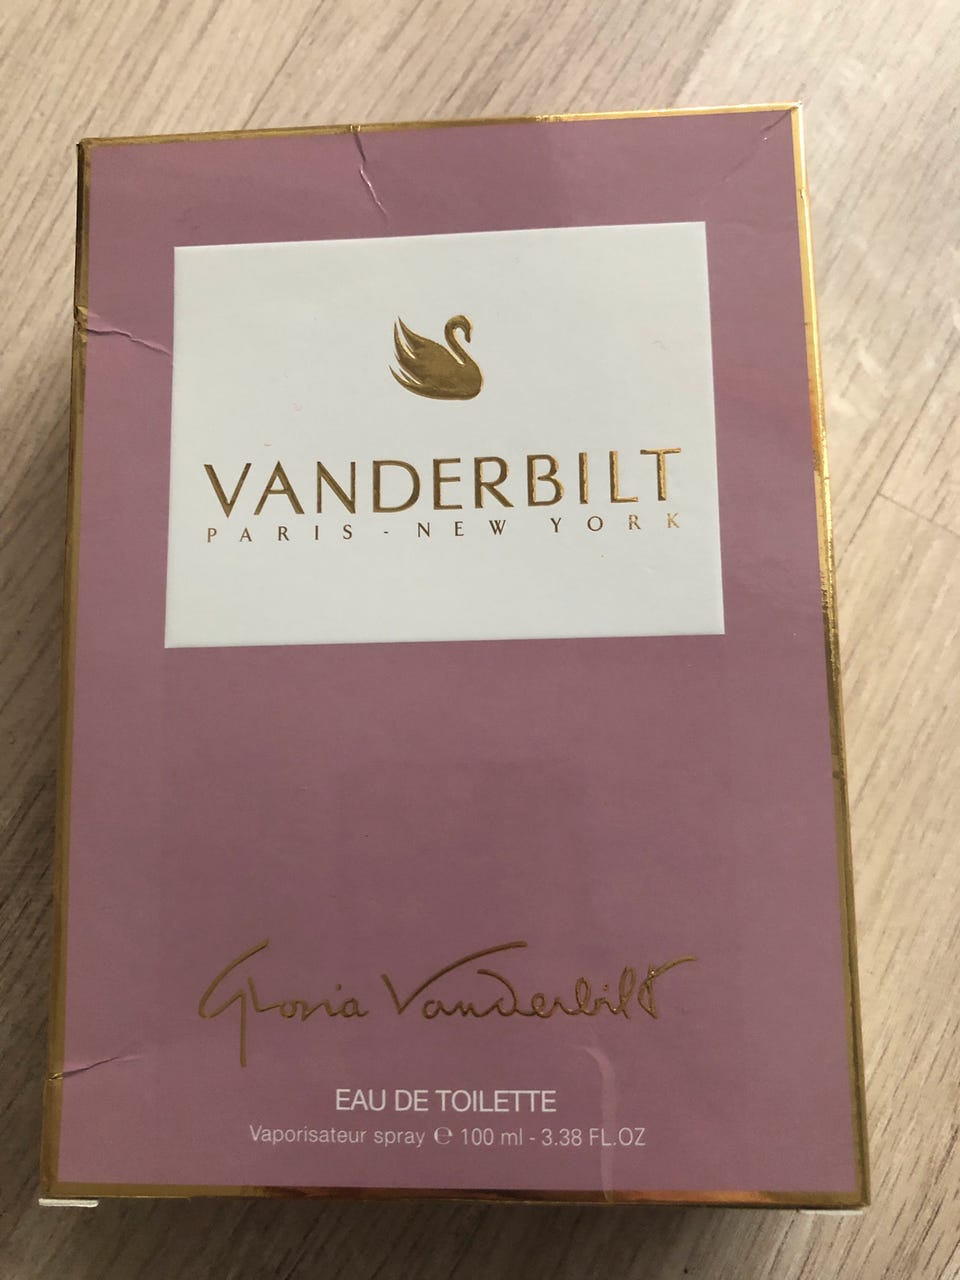 VANDERBILT
PARIS - NEW YORK
Gloria Vanderbilt
EAU DE TOILETTE
Vaporisateur spray ℮ 100 ml - 3.38 FL.OZ